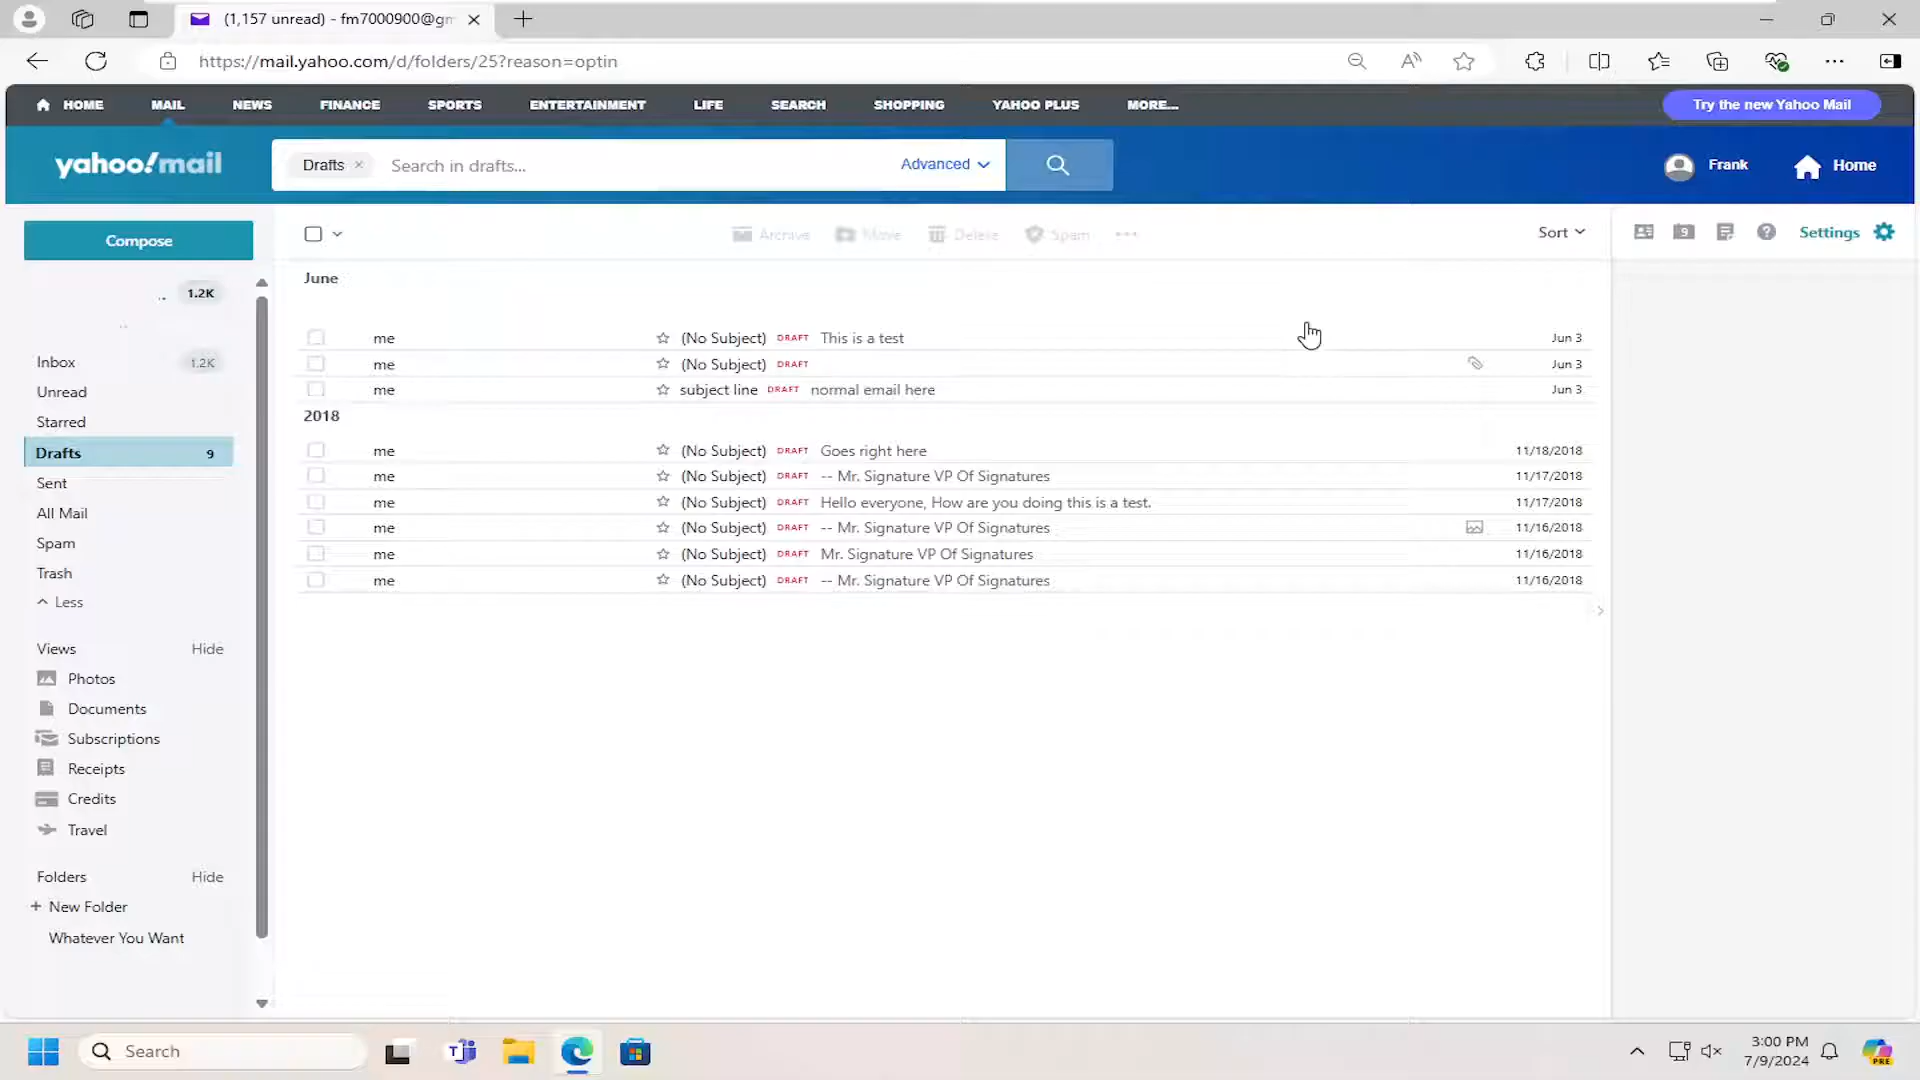 (1,157 unread) - fm7000900@gm
https://mail.yahoo.com/d/folders/25?reason=optin
HOME MAIL NEWS FINANCE SPORTS ENTERTAINMENT LIFE SEARCH SHOPPING YAHOO PLUS MORE... Try the new Yahoo Mail
yahoo!mail Drafts Search in drafts... Advanced Frank Home
Compose Archive Move Delete Spam Sort 9 Settings
1.2K
June
me (No Subject) DRAFT This is a test Jun 3
Inbox 1.2K
me (No Subject) DRAFT Jun 3
Unread
me subject line DRAFT normal email here Jun 3
Starred
2018
Drafts 9
me (No Subject) DRAFT Goes right here 11/18/2018
Sent
me (No Subject) DRAFT -- Mr. Signature VP Of Signatures 11/17/2018
All Mail
me (No Subject) DRAFT Hello everyone, How are you doing this is a test. 11/17/2018
Spam
me (No Subject) DRAFT -- Mr. Signature VP Of Signatures 11/16/2018
Trash
me (No Subject) DRAFT Mr. Signature VP Of Signatures 11/16/2018
Less
me (No Subject) DRAFT -- Mr. Signature VP Of Signatures 11/16/2018
Views Hide
Photos
Documents
Subscriptions
Receipts
Credits
Travel
Folders Hide
+ New Folder
Whatever You Want
Search
3:00 PM
7/9/2024
PRE